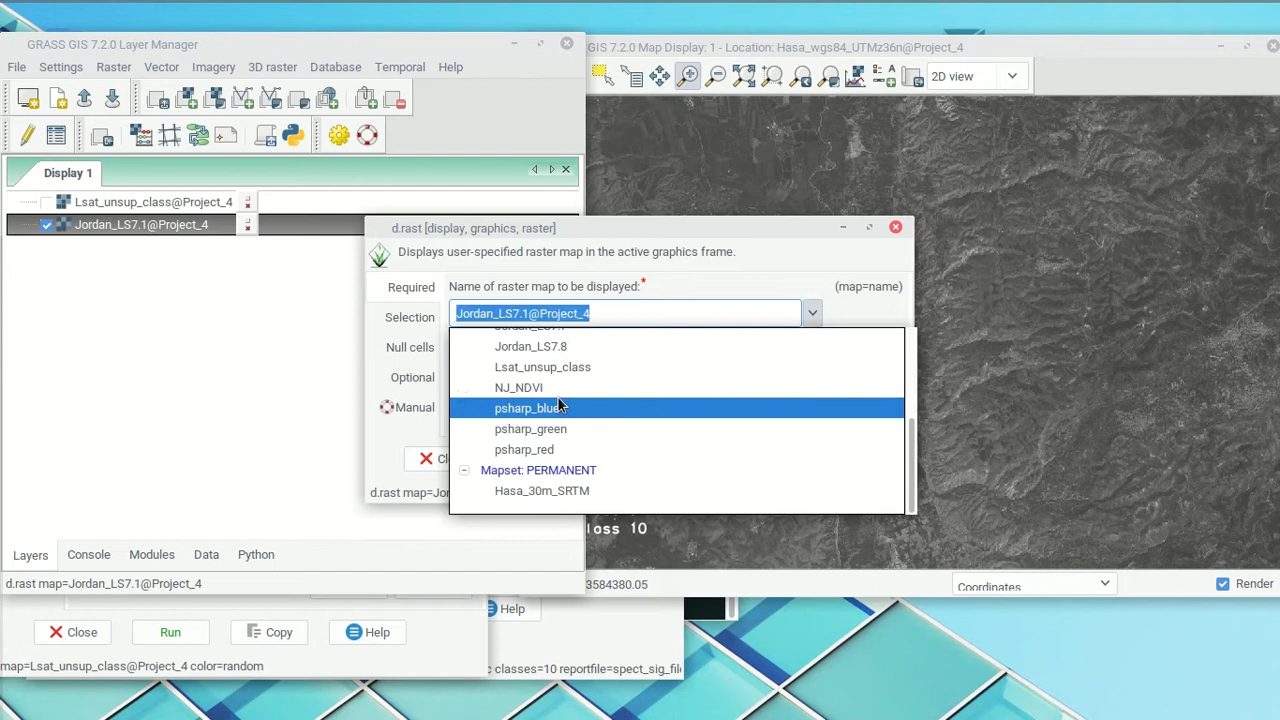 GRASS GIS 7.2.0 Layer Manager
File Settings Raster Vector Imagery 3D raster Database Temporal Help
Display 1
Lsat_unsup_class@Project_4
Jordan_LS7.1@Project_4
GIS 7.2.0 Map Display: 1 - Location: Hasa_wgs84_UTMz36n@Project_4
2D view
d.rast [display, graphics, raster]
Displays user-specified raster map in the active graphics frame.
Required
Selection
Null cells
Optional
Manual
Name of raster map to be displayed:*
(map=name)
Jordan_LS7.1@Project_4
Jordan_LS7.8
Lsat_unsup_class
NJ_NDVI
psharp_blue
psharp_green
psharp_red
Mapset: PERMANENT
Hasa_30m_SRTM
Cl
d.rast map=Jor
lass 10
Layers Console Modules Data Python
d.rast map=Jordan_LS7.1@Project_4
3584380.05
Coordinates
Render
Help
Close Run Copy Help
map=Lsat_unsup_class@Project_4 color=random
c classes=10 reportfile=spect_sig_fil